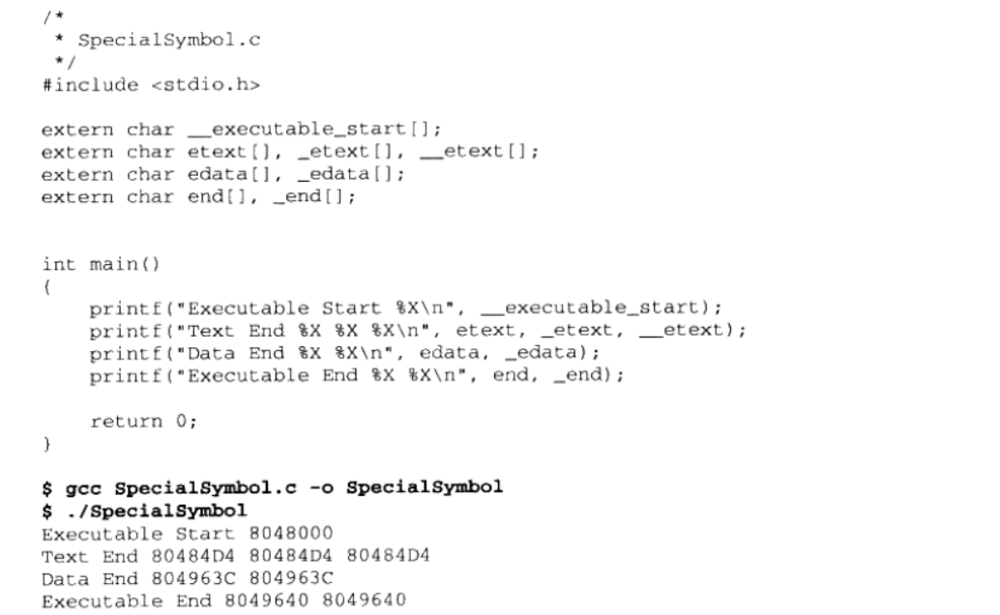 /*
 * SpecialSymbol.c
 */
#include <stdio.h>

extern char __executable_start[];
extern char etext[], _etext[], __etext[];
extern char edata[], _edata[];
extern char end[], _end[];

int main()
{
    printf("Executable Start %X\n", __executable_start);
    printf("Text End %X %X %X\n", etext, _etext, __etext);
    printf("Data End %X %X\n", edata, _edata);
    printf("Executable End %X %X\n", end, _end);

    return 0;
}

$ gcc SpecialSymbol.c -o SpecialSymbol
$ ./SpecialSymbol
Executable Start 8048000
Text End 80484D4 80484D4 80484D4
Data End 804963C 804963C
Executable End 8049640 8049640